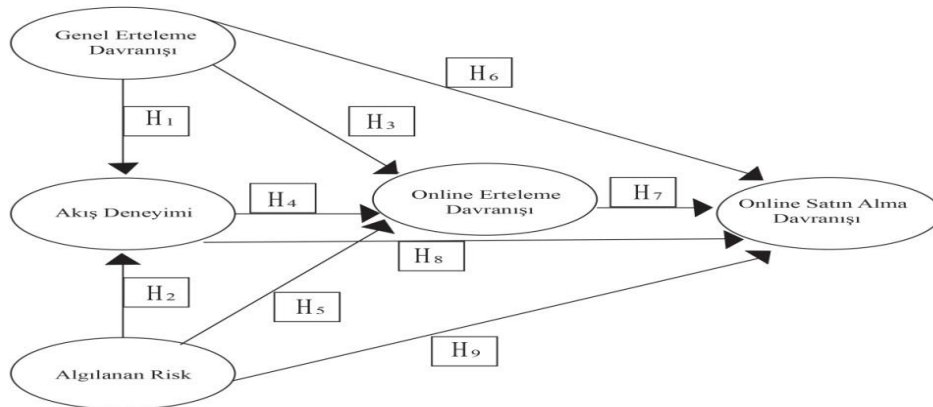 Genel Erteleme
Davranışı
H₆
H₁
H₃
Akış Deneyimi
H₄
Online Erteleme
Davranışı
H₇
Online Satın Alma
Davranışı
H₈
H₂
H₅
H₉
Algılanan Risk